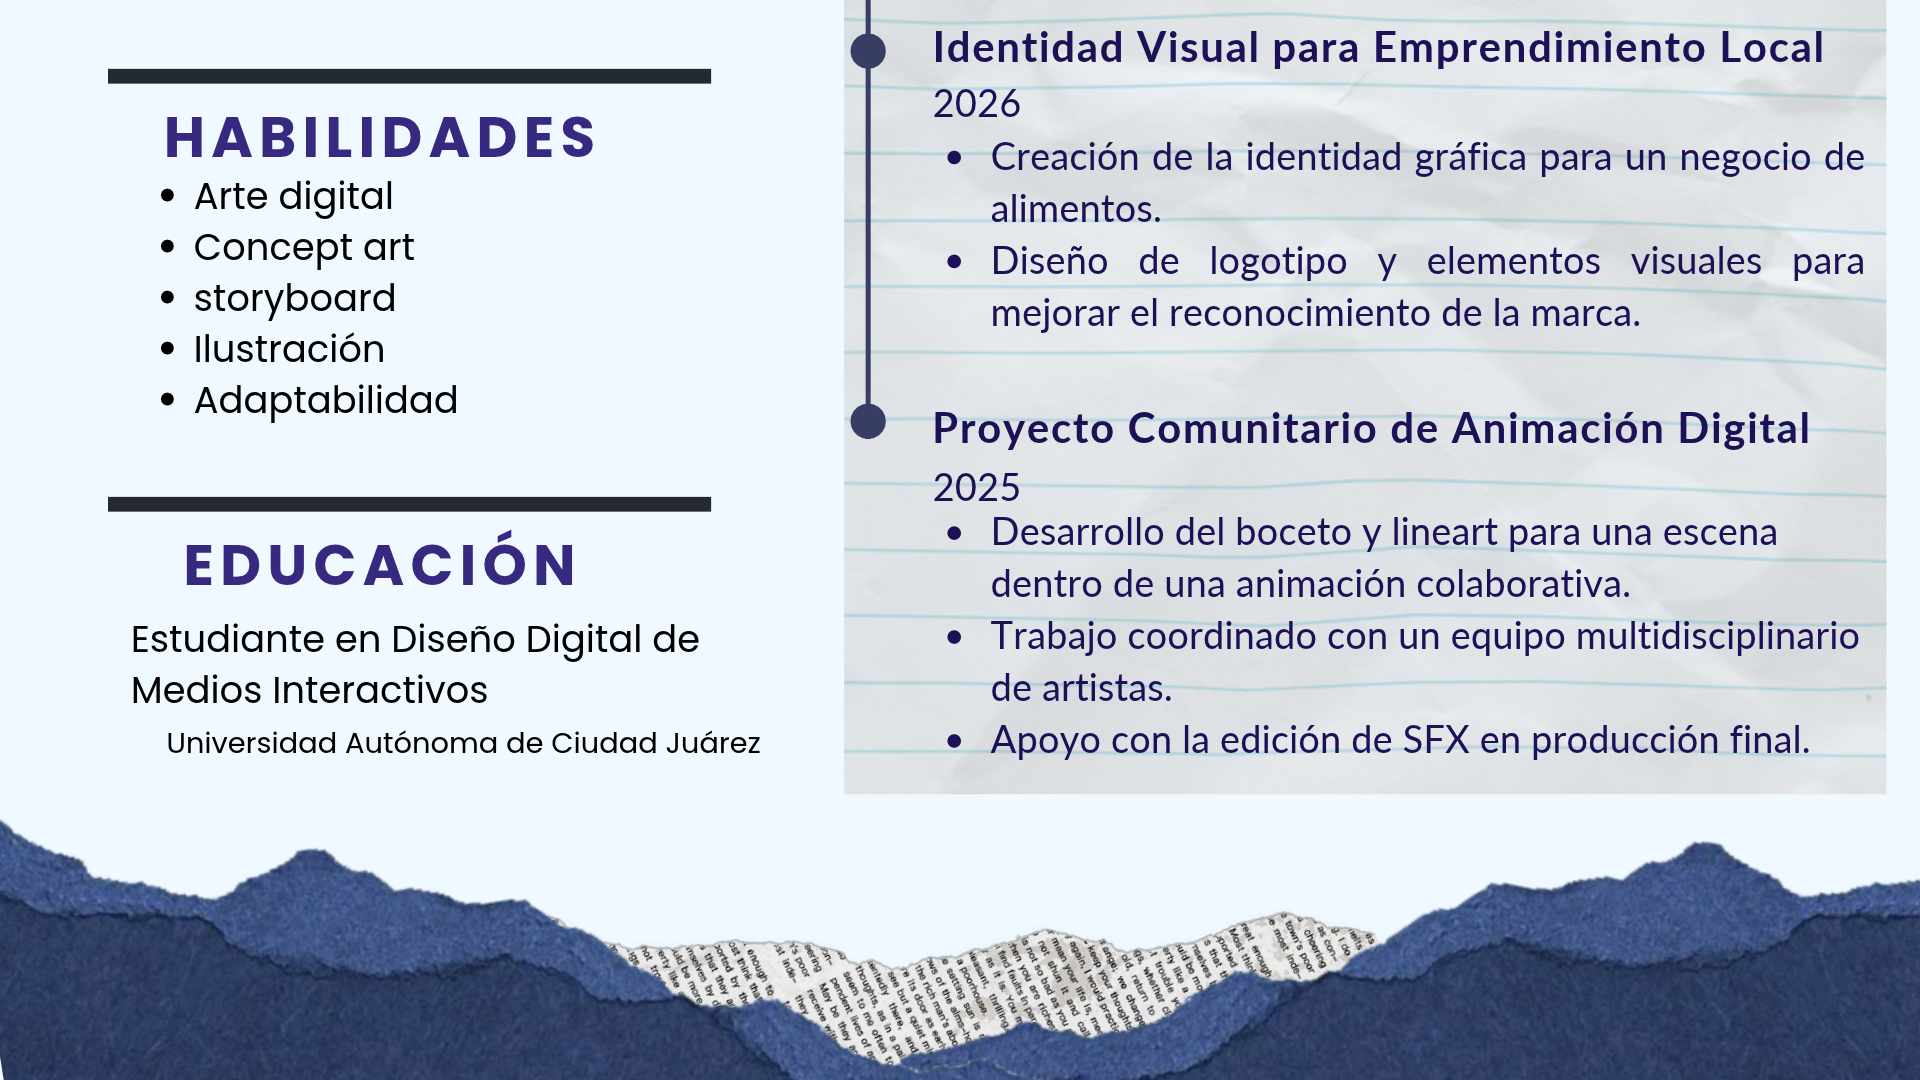 HABILIDADES
Arte digital
Concept art
storyboard
Ilustración
Adaptabilidad
EDUCACIÓN
Estudiante en Diseño Digital de
Medios Interactivos
Universidad Autónoma de Ciudad Juárez
Identidad Visual para Emprendimiento Local
2026
Creación de la identidad gráfica para un negocio de
alimentos.
Diseño de logotipo y elementos visuales para
mejorar el reconocimiento de la marca.
Proyecto Comunitario de Animación Digital
2025
Desarrollo del boceto y lineart para una escena
dentro de una animación colaborativa.
Trabajo coordinado con un equipo multidisciplinario
de artistas.
Apoyo con la edición de SFX en producción final.